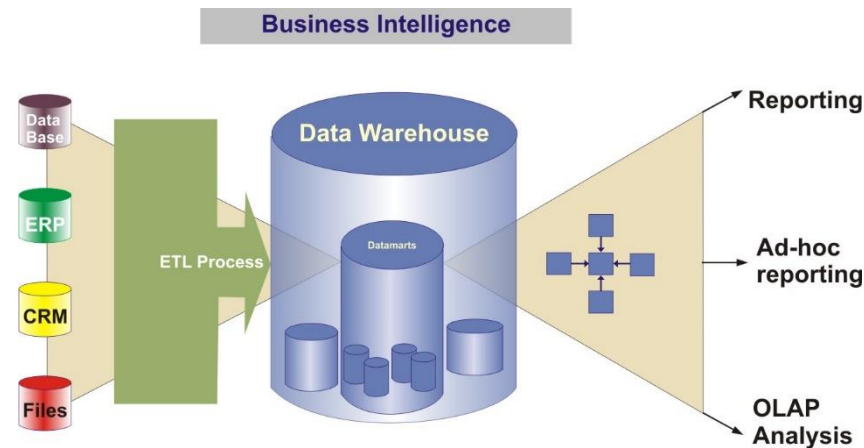 Business Intelligence
Data
Base
ERP
CRM
Files
ETL Process
Data Warehouse
Datamarts
Reporting
Ad-hoc
reporting
OLAP
Analysis